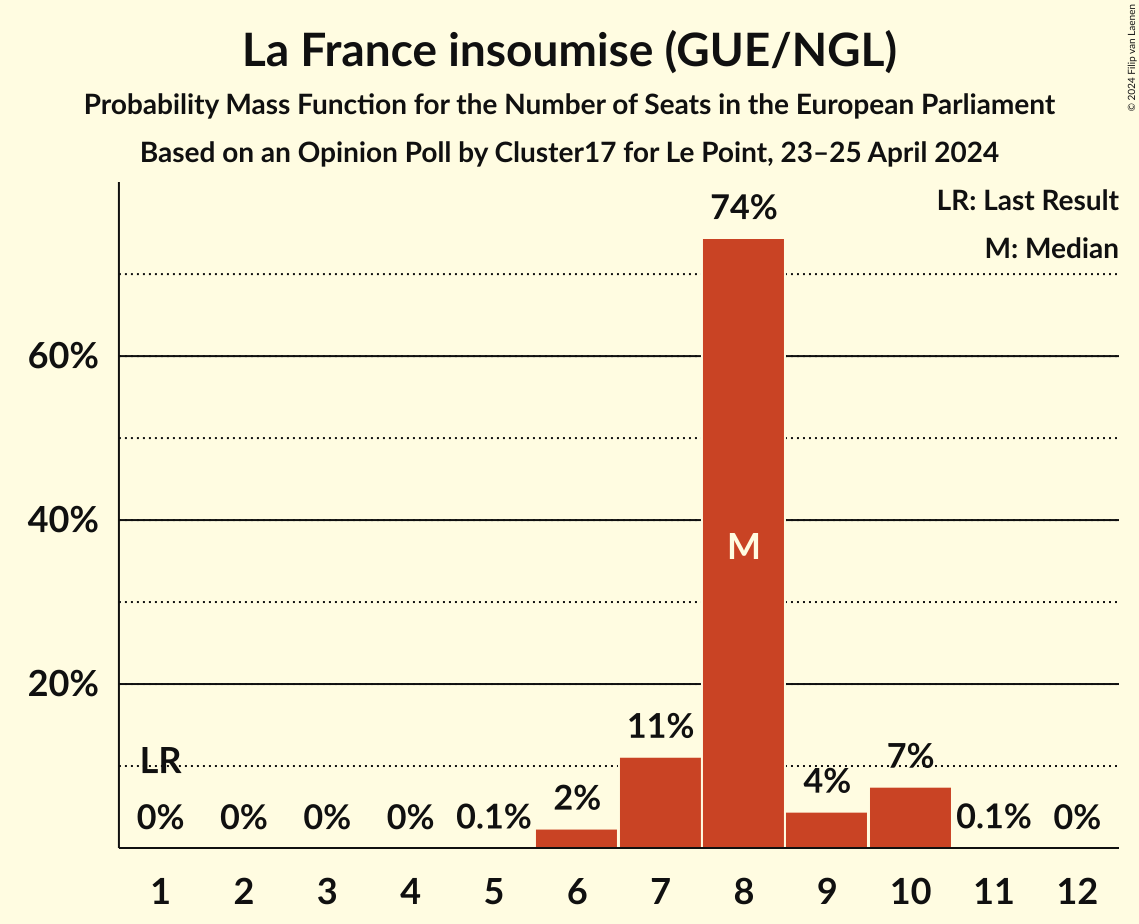 La France insoumise (GUE/NGL)
Probability Mass Function for the Number of Seats in the European Parliament
Based on an Opinion Poll by Cluster17 for Le Point, 23–25 April 2024
© 2024 Filip van Laenen
LR: Last Result
M: Median
74%
60%
40%
M
20%
11%
LR
7%
4%
2%
0% 0% 0% 0% 0.1% 0.1% 0%
1 2 3 4 5 6 7 8 9 10 11 12